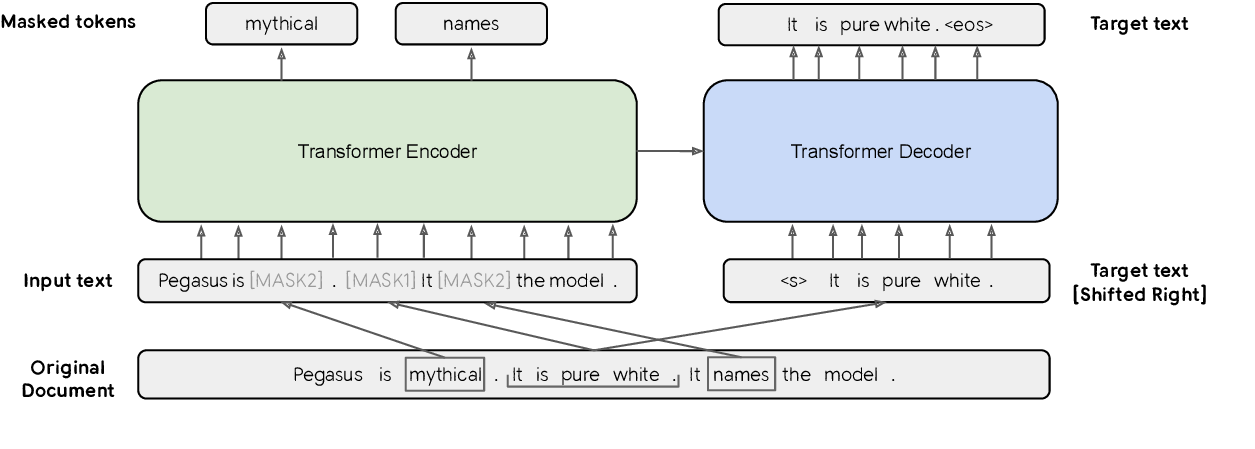 Masked tokens
mythical
names
It is pure white . <eos>
Target text
Transformer Encoder
Transformer Decoder
Input text
Pegasus is [MASK2] . [MASK1] It [MASK2] the model .
<s> It is pure white .
Target text
[Shifted Right]
Original
Document
Pegasus is mythical . It is pure white . It names the model .